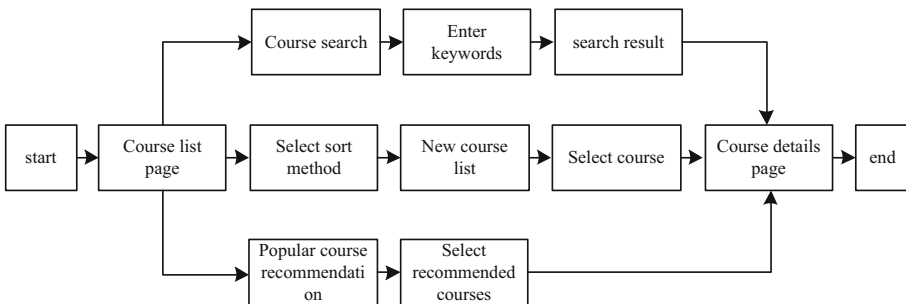 Course search
Enter
keywords
search result
start
Course list
page
Select sort
method
New course
list
Select course
Course details
page
end
Popular course
recommendati
on
Select
recommended
courses